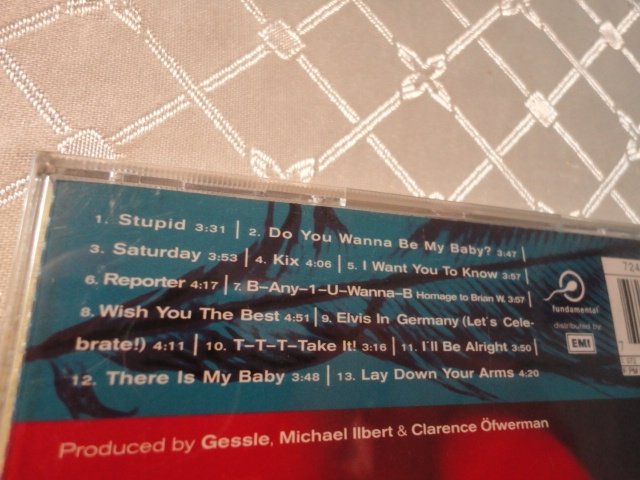 1. Stupid 3:31 | 2. Do You Wanna Be My Baby? 3:47 |
3. Saturday 3:53 | 4. Kix 4:06 | 5. I Want You To Know 3:57 |
6. Reporter 4:17 | 7. B–Any–1–U–Wanna–B Homage to Brian W. 3:57 |
8. Wish You The Best 4:51 | 9. Elvis In Germany (Let's Cele-
brate!) 4:11 | 10. T–T–T–Take It! 3:16 | 11. I'll Be Alright 3:50 |
12. There Is My Baby 3:48 | 13. Lay Down Your Arms 4:20
Produced by Gessle, Michael Ilbert & Clarence Öfwerman
fundamental
distributed by
EMI